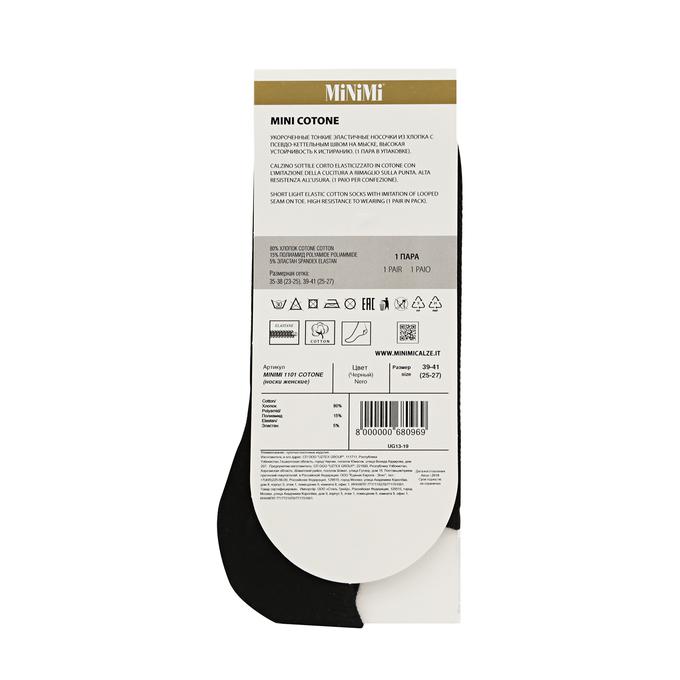 MiNiMi
MINI COTONE
УКОРОЧЕННЫЕ ТОНКИЕ ЭЛАСТИЧНЫЕ НОСОЧКИ ИЗ ХЛОПКА С
ПСЕВДО-КЕТТЕЛЬНЫМ ШВОМ НА МЫСКЕ, ВЫСОКАЯ
УСТОЙЧИВОСТЬ К ИСТИРАНИЮ. (1 ПАРА В УПАКОВКЕ).
CALZINO SOTTILE CORTO ELASTICIZZATO IN COTONE CON
L'IMITAZIONE DELLA CUCITURA A RIMAGLIO SULLA PUNTA. ALTA
RESISTENZA ALL'USURA. (1 PAIO PER CONFEZIONE).
SHORT LIGHT ELASTIC COTTON SOCKS WITH IMITATION OF LOOPED
SEAM ON TOE. HIGH RESISTANCE TO WEARING (1 PAIR IN PACK).
80% ХЛОПОК COTONE COTTON
15% ПОЛИАМИД POLYAMIDE POLIAMMIDE
5% ЭЛАСТАН SPANDEX ELASTAN
1 ПАРА
1 PAIR 1 PAIO
Размерная сетка:
35-38 (23-25), 39-41 (25-27)
30 EAC
ELASTANE
COTTON
WWW.MINIMICALZE.IT
Артикул
MINIMI 1101 COTONE
(носки женские)
Цвет
(Черный)
Nero
Размер
size
39-41
(25-27)
Cotton/
Хлопок 80%
Polyamid/
Полиамид 15%
Elastan/
Эластан 5%
8 000000 680969
UG13-19